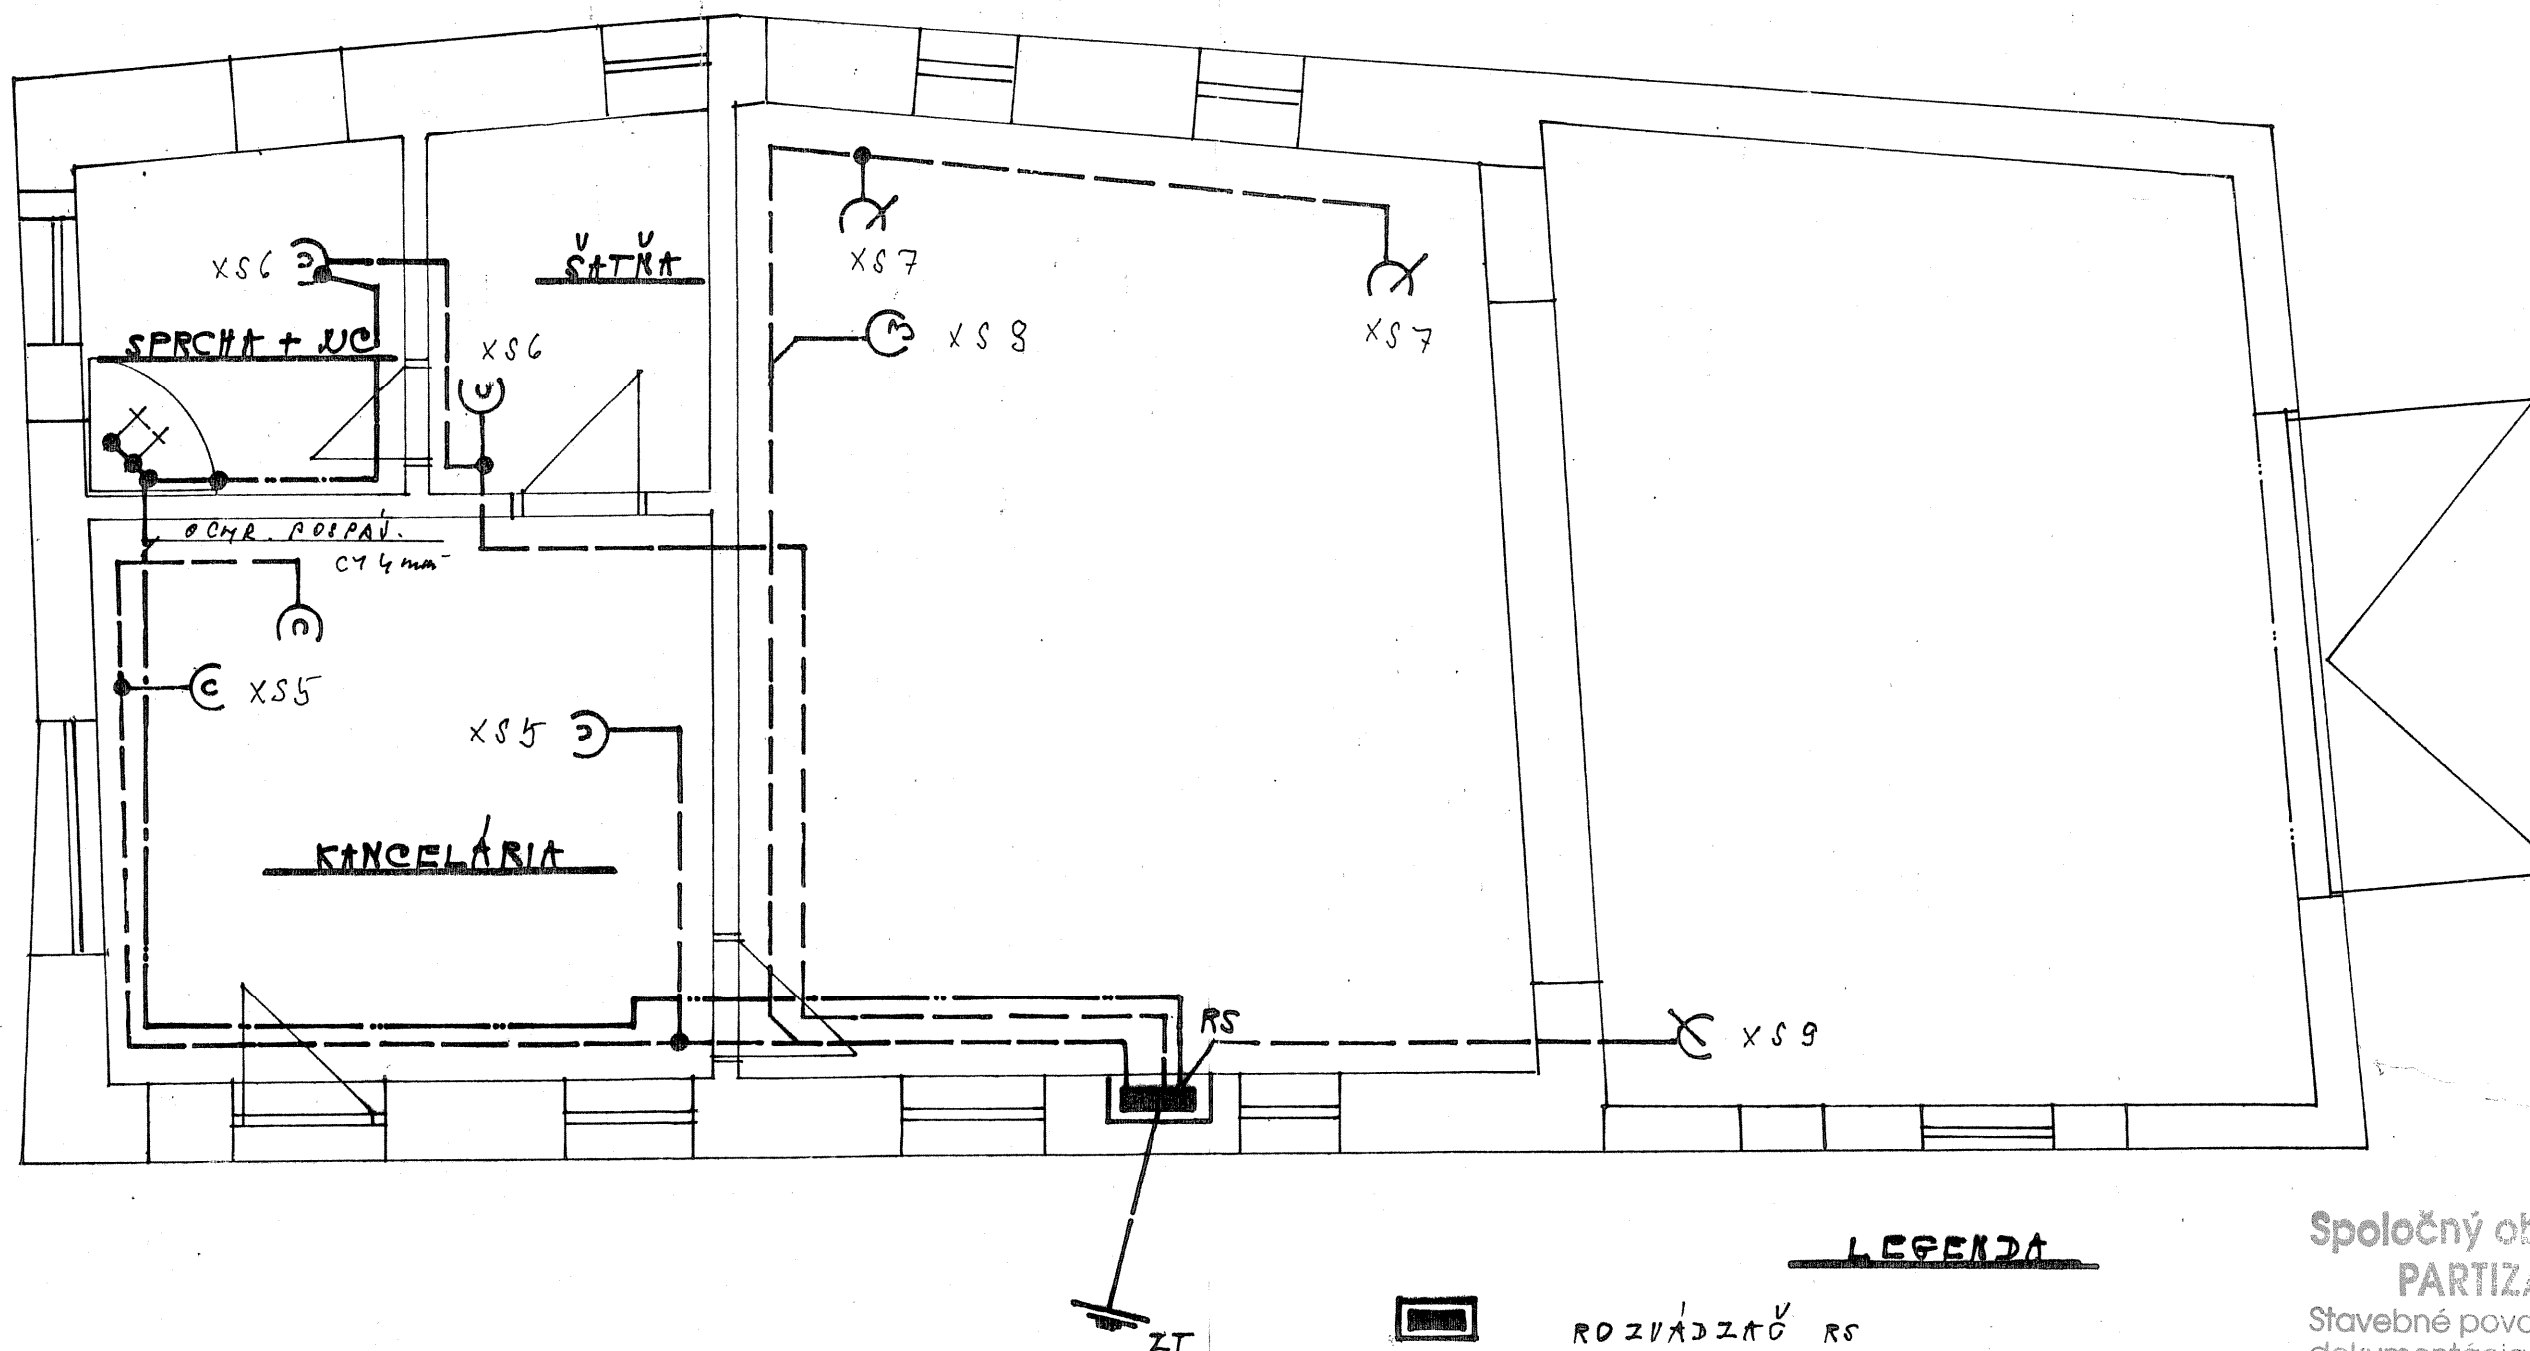 ŠATŇA
XS6
XS7
SPRCHA + WC
XS6
XS8
XS7
OCHR. POSPÁJ.
CY 4 mm²
XS5
XS5
KANCELÁRIA
RS
XS9
LEGENDA
ZT
ROZVÁDZAČ RS
Spoločný
PARTIZ
Stavebné